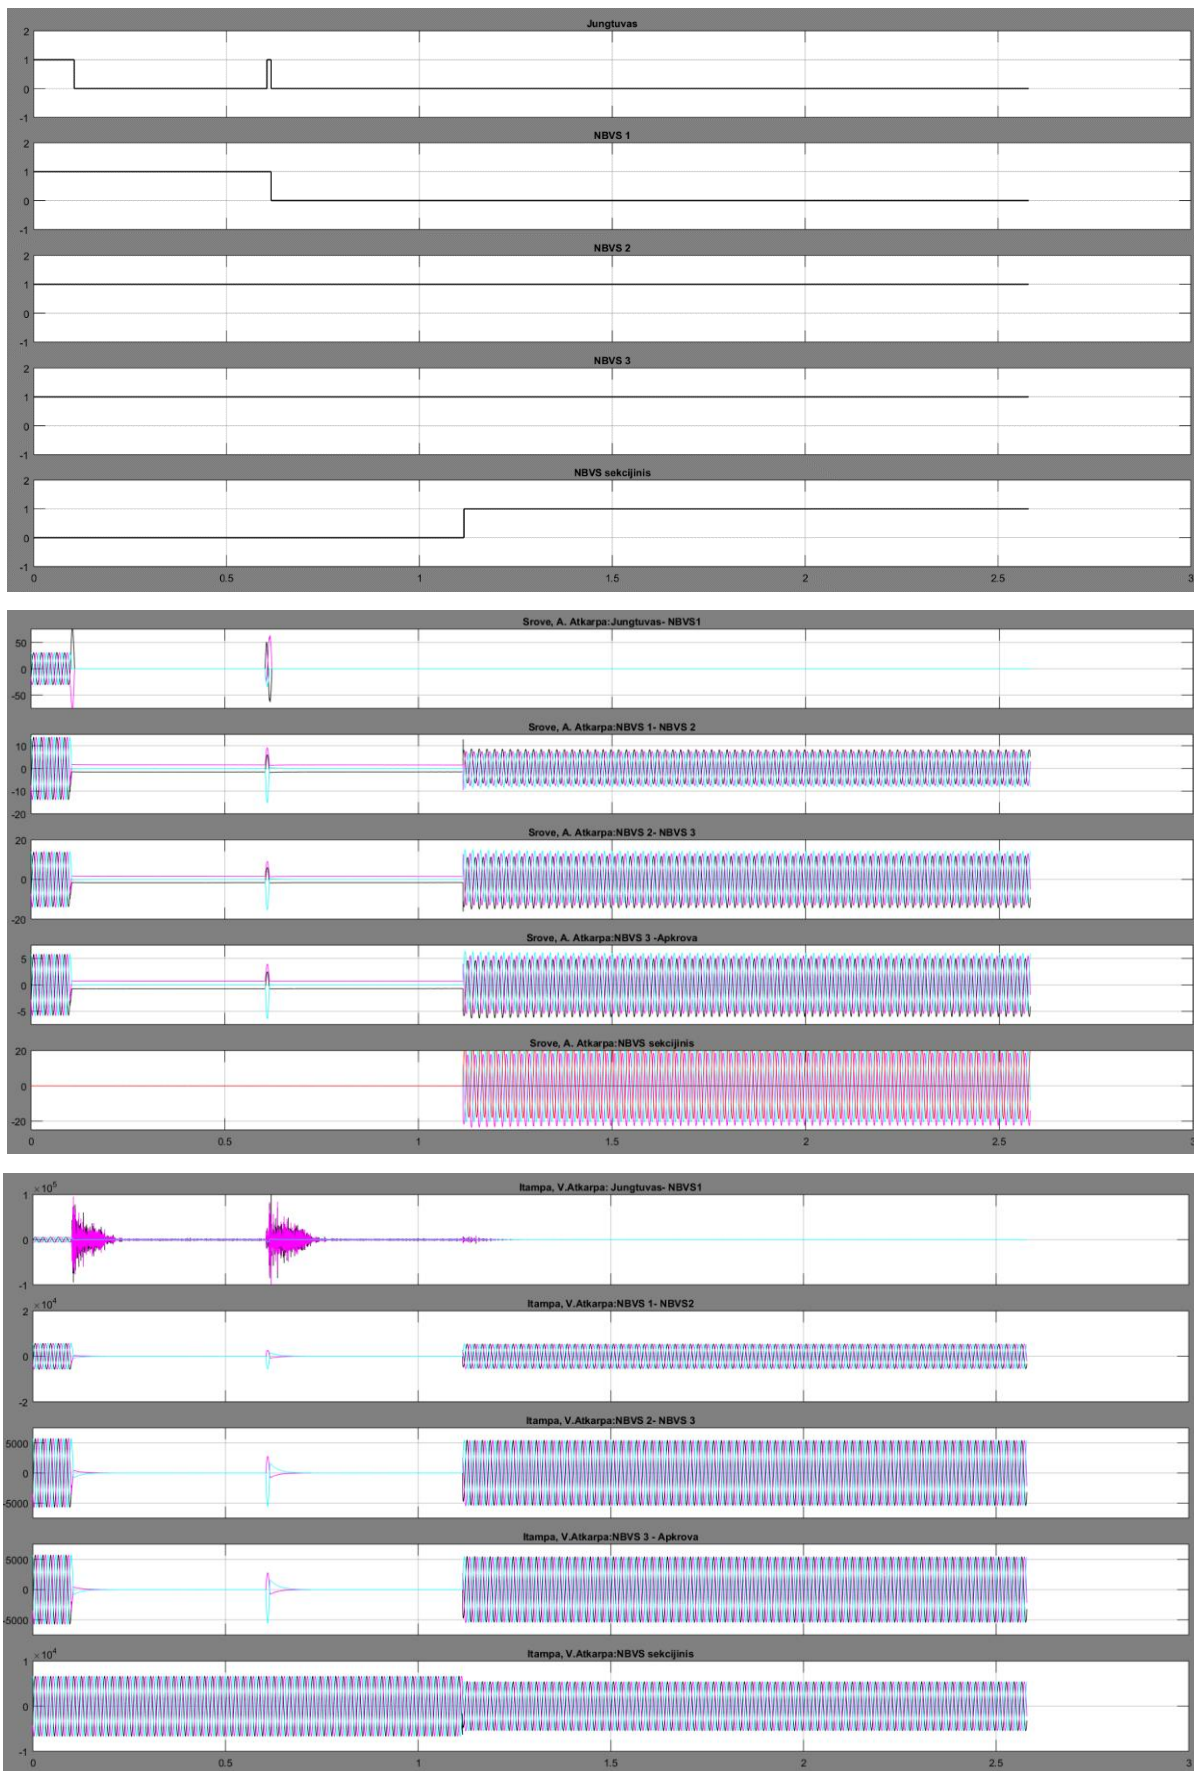 Jungtuvas
2
1
0
-1
NBVS 1
2
1
0
-1
NBVS 2
2
1
0
-1
NBVS 3
2
1
0
-1
NBVS sekcijinis
2
1
0
-1
0 0.5 1 1.5 2 2.5 3
Srove, A. Atkarpa:Jungtuvas- NBVS1
50
0
-50
Srove, A. Atkarpa:NBVS 1- NBVS 2
10
0
-10
-20
Srove, A. Atkarpa:NBVS 2- NBVS 3
20
0
-20
Srove, A. Atkarpa:NBVS 3 -Apkrova
5
0
-5
Srove, A. Atkarpa:NBVS sekcijinis
20
0
-20
0 0.5 1 1.5 2 2.5 3
×10⁵ Itampa, V.Atkarpa: Jungtuvas- NBVS1
1
0
-1
×10⁴ Itampa, V.Atkarpa:NBVS 1- NBVS2
2
0
-2
Itampa, V.Atkarpa:NBVS 2- NBVS 3
5000
0
-5000
Itampa, V.Atkarpa:NBVS 3 - Apkrova
5000
0
-5000
×10⁴ Itampa, V.Atkarpa:NBVS sekcijinis
1
0
-1
0 0.5 1 1.5 2 2.5 3